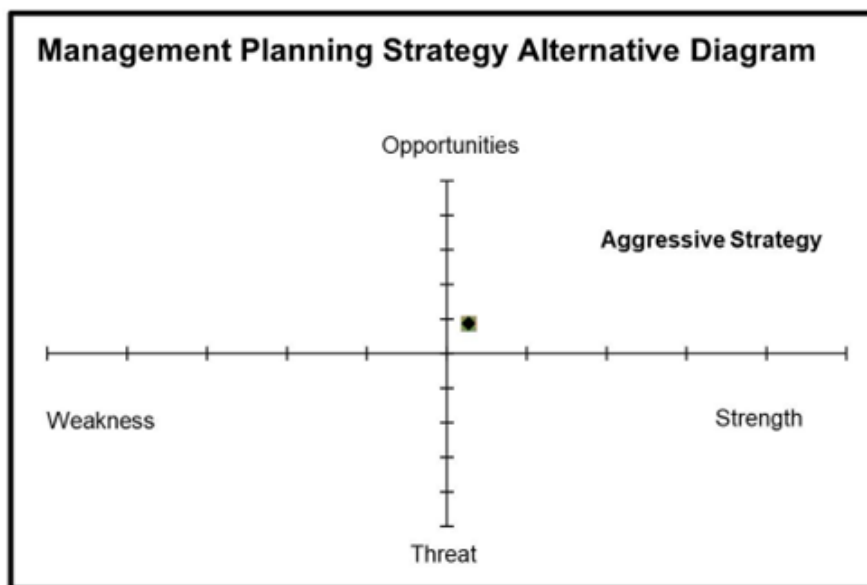 Management Planning Strategy Alternative Diagram
Opportunities
Aggressive Strategy
Weakness
Strength
Threat